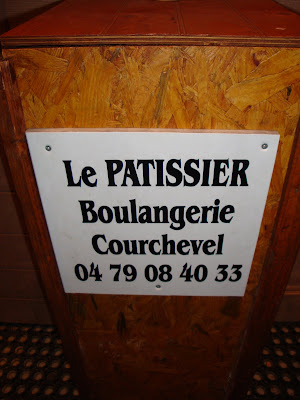 Le PATISSIER
Boulangerie
Courchevel
04 79 08 40 33